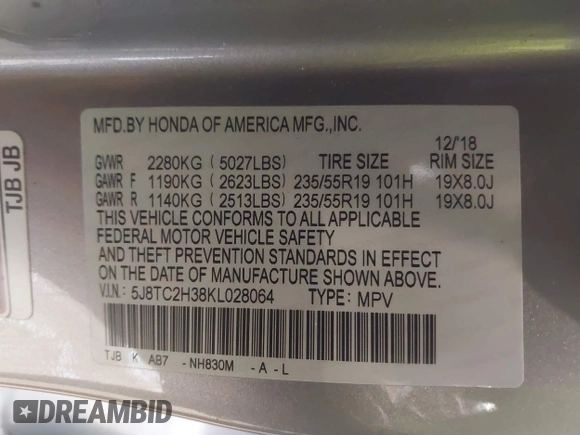 MFD.BY HONDA OF AMERICA MFG.,INC.
12/'18
GVWR 2280KG ( 5027LBS) TIRE SIZE RIM SIZE
GAWR F 1190KG ( 2623LBS) 235/55R19 101H 19X8.0J
GAWR R 1140KG ( 2513LBS) 235/55R19 101H 19X8.0J
THIS VEHICLE CONFORMS TO ALL APPLICABLE
FEDERAL MOTOR VEHICLE SAFETY
AND THEFT PREVENTION STANDARDS IN EFFECT
ON THE DATE OF MANUFACTURE SHOWN ABOVE.
V.I.N.: 5J8TC2H38KL028064 TYPE: MPV
TJB K AB7 -NH830M -A-L
TJB JB
DREAMBID